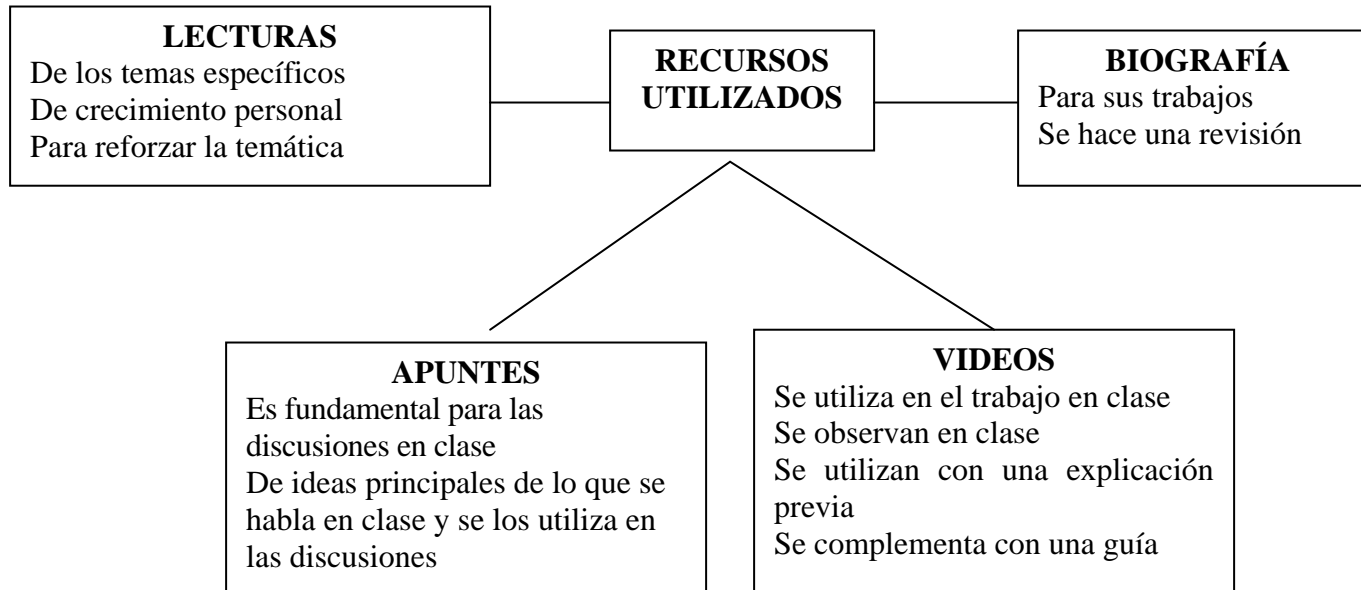 LECTURAS
De los temas específicos
De crecimiento personal
Para reforzar la temática
RECURSOS
UTILIZADOS
BIOGRAFÍA
Para sus trabajos
Se hace una revisión
APUNTES
Es fundamental para las
discusiones en clase
De ideas principales de lo que se
habla en clase y se los utiliza en
las discusiones
VIDEOS
Se utiliza en el trabajo en clase
Se observan en clase
Se utilizan con una explicación
previa
Se complementa con una guía